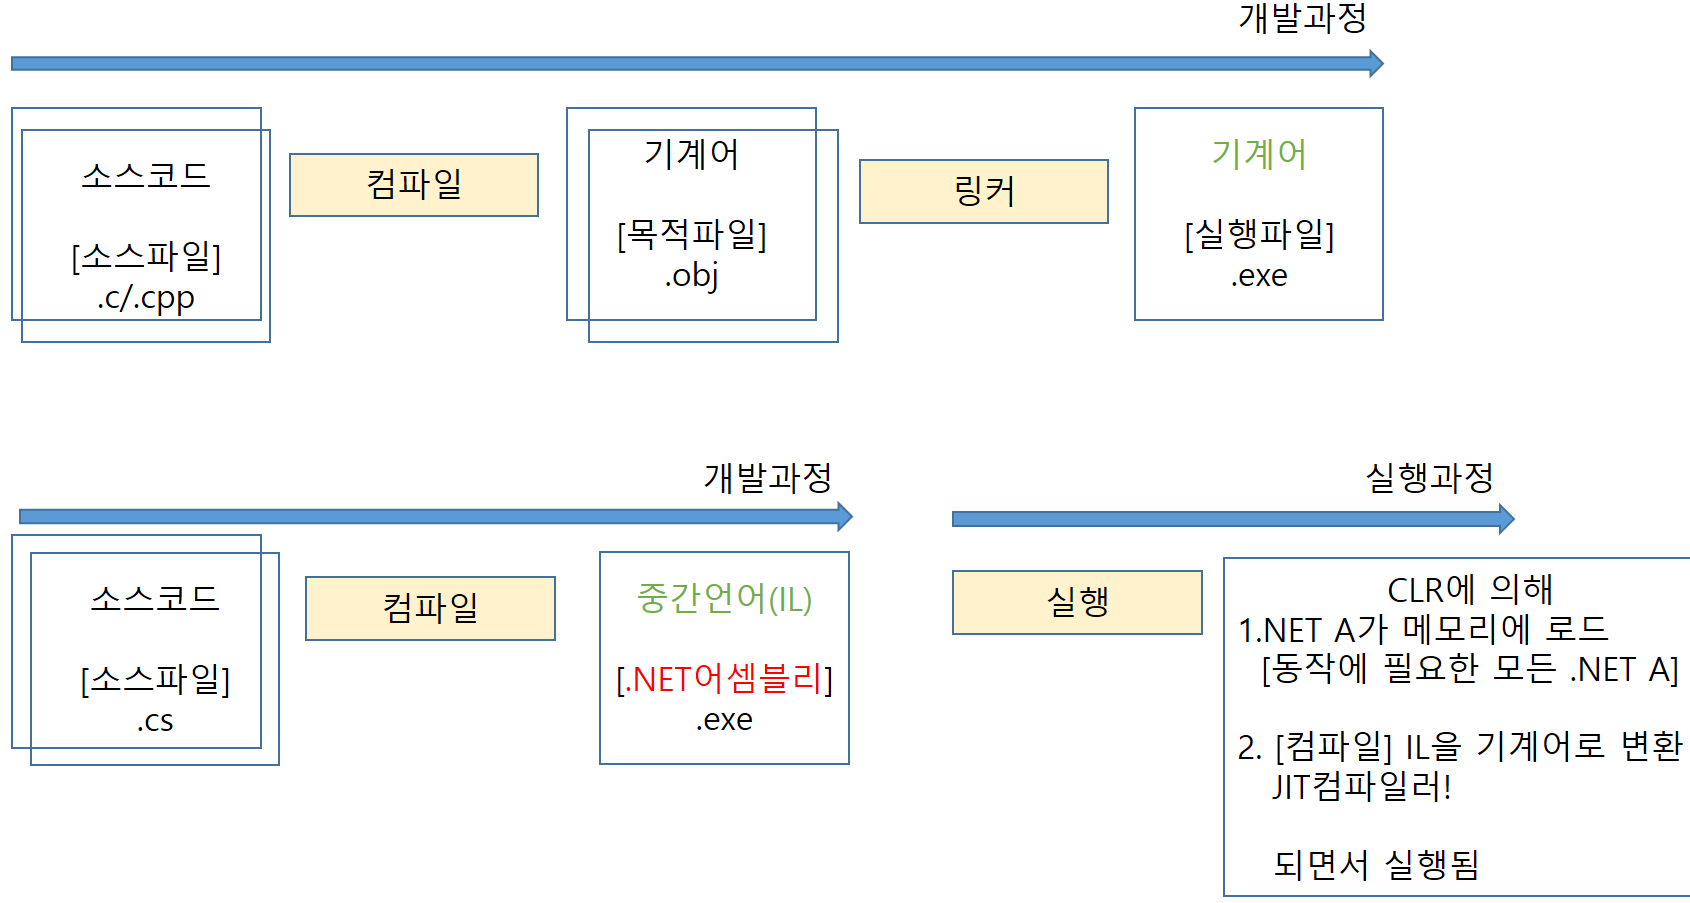 개발과정
소스코드
[소스파일]
.c/.cpp
컴파일
기계어
[목적파일]
.obj
링커
기계어
[실행파일]
.exe
개발과정
소스코드
[소스파일]
.cs
컴파일
중간언어(IL)
[.NET어셈블리]
.exe
실행과정
실행
CLR에 의해
1.NET A가 메모리에 로드
[동작에 필요한 모든 .NET A]
2. [컴파일] IL을 기계어로 변환
JIT컴파일러!
되면서 실행됨